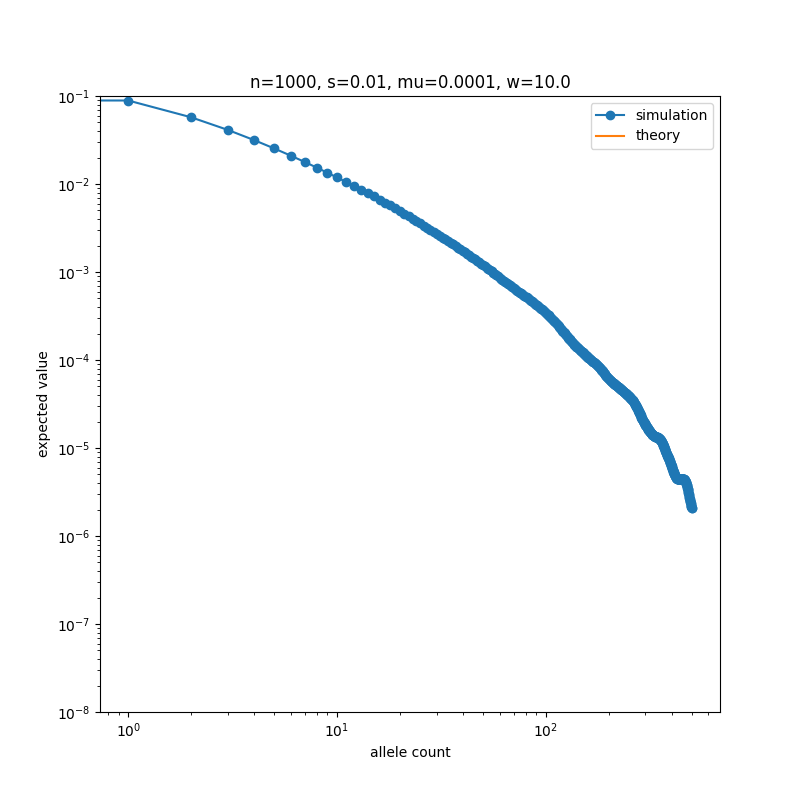 n=1000, s=0.01, mu=0.0001, w=10.0
simulation
theory
10⁻¹
10⁻²
10⁻³
10⁻⁴
10⁻⁵
10⁻⁶
10⁻⁷
10⁻⁸
expected value
10⁰ 10¹ 10²
allele count